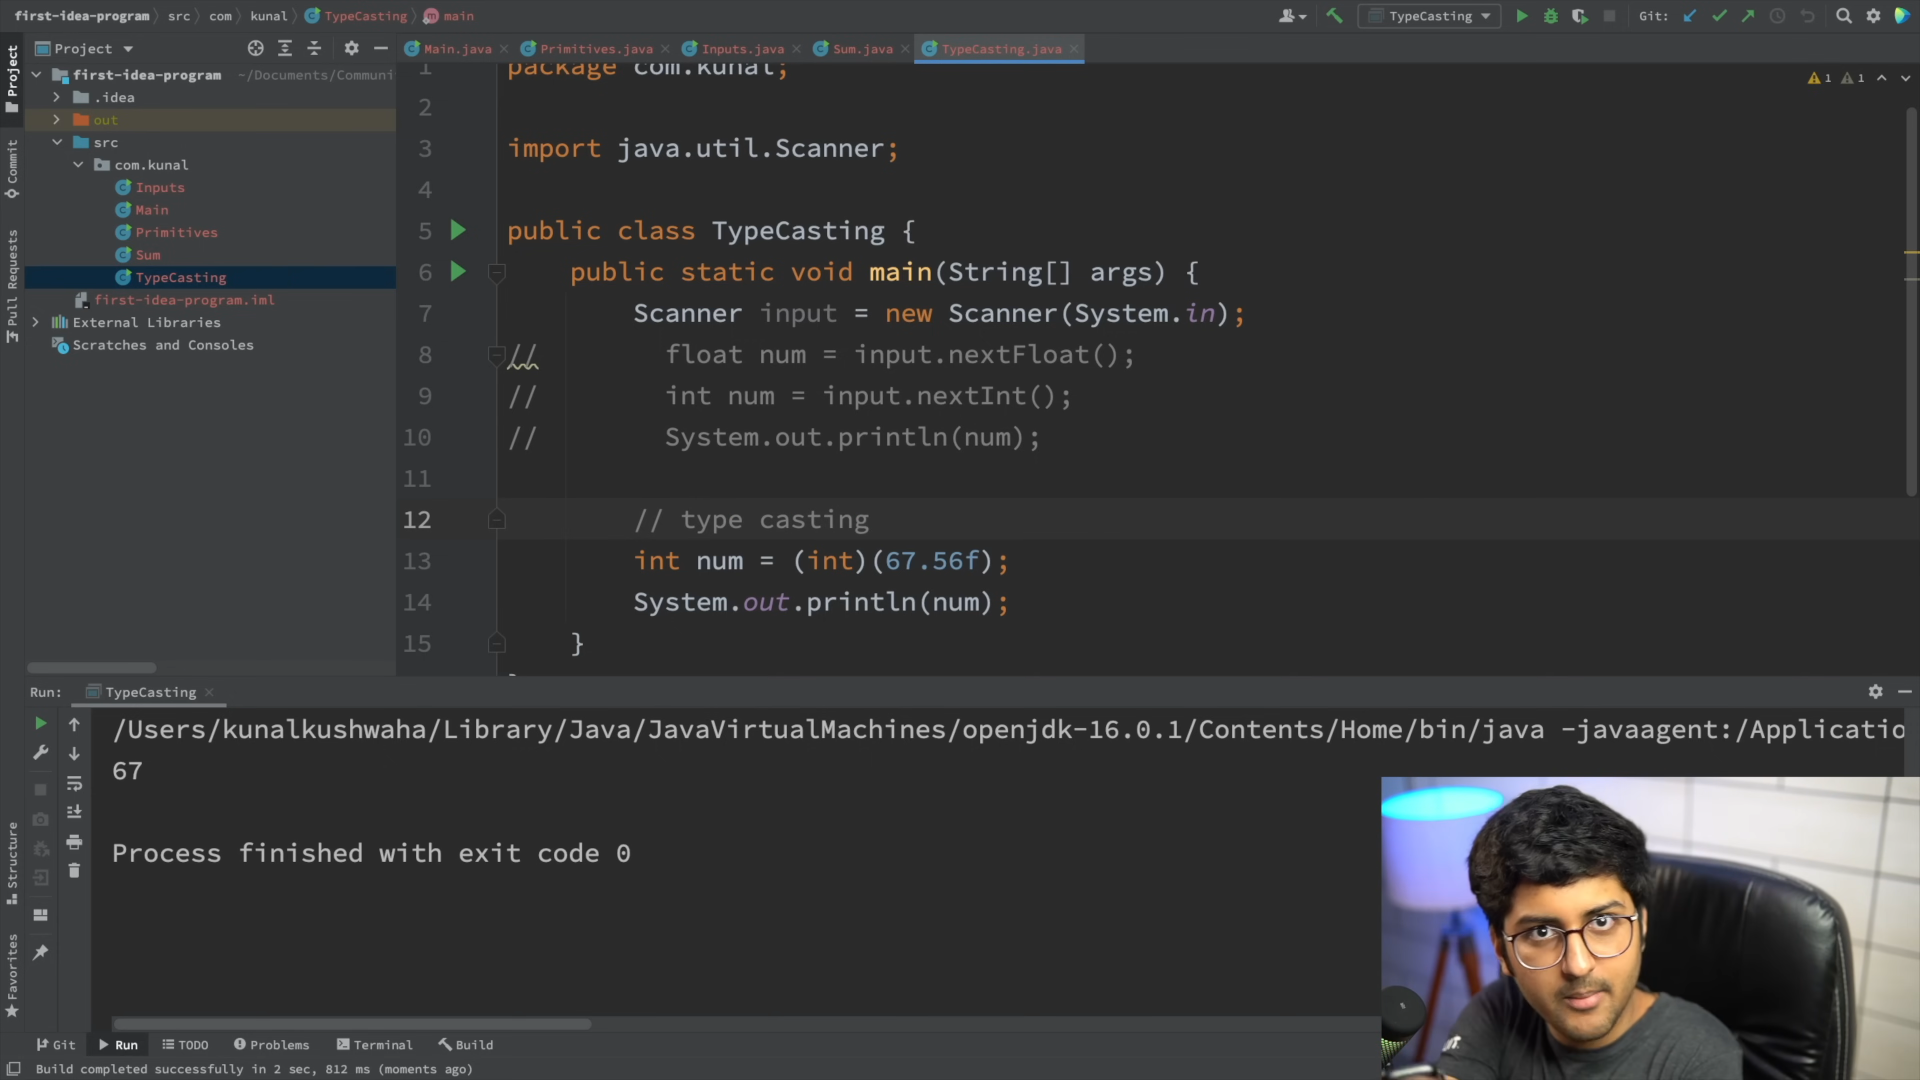 first-idea-program src com kunal TypeCasting main TypeCasting Git:
Project
Main.java Primitives.java Inputs.java Sum.java TypeCasting.java
first-idea-program ~/Documents/Communi
.idea
out
src
com.kunal
Inputs
Main
Primitives
Sum
TypeCasting
first-idea-program.iml
External Libraries
Scratches and Consoles
Project
Commit
Pull Requests
Structure
Favorites
1 1
1 package com.kunal;
2
3 import java.util.Scanner;
4
5 public class TypeCasting {
6 public static void main(String[] args) {
7 Scanner input = new Scanner(System.in);
8 // float num = input.nextFloat();
9 // int num = input.nextInt();
10 // System.out.println(num);
11
12 // type casting
13 int num = (int)(67.56f);
14 System.out.println(num);
15 }
Run: TypeCasting
/Users/kunalkushwaha/Library/Java/JavaVirtualMachines/openjdk-16.0.1/Contents/Home/bin/java -javaagent:/Applicatio
67
Process finished with exit code 0
Git Run TODO Problems Terminal Build
Build completed successfully in 2 sec, 812 ms (moments ago)